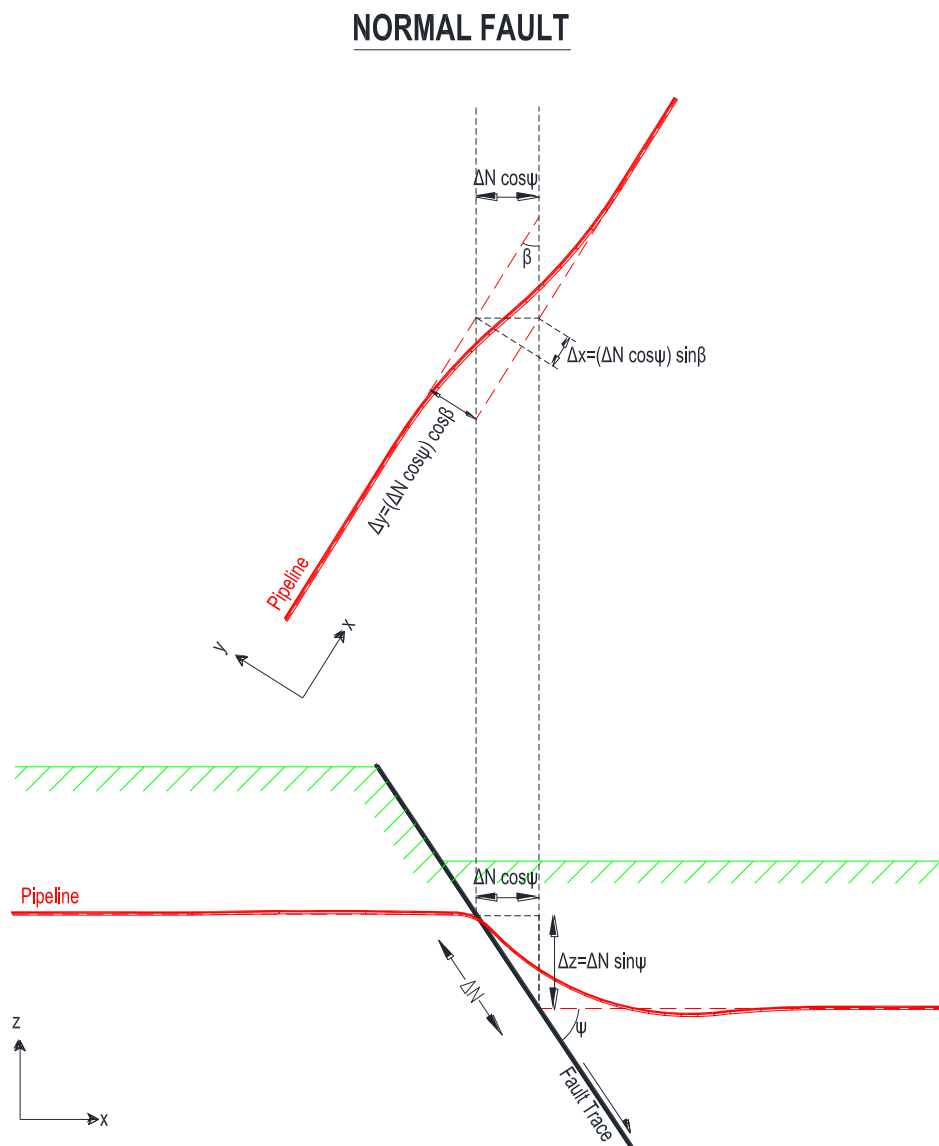 NORMAL FAULT
ΔN cosψ
β
Δx=(ΔN cosψ) sinβ
Δy=(ΔN cosψ) cosβ
Pipeline
y
x
ΔN cosψ
Pipeline
Δz=ΔN sinψ
ΔN
ψ
z
Fault Trace
x